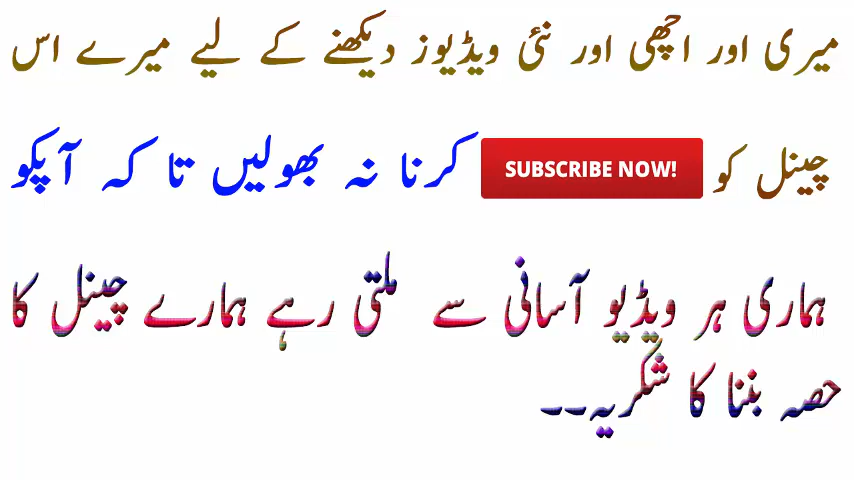 میری اور اچھی اور نئی ویڈیوز دیکھنے کے لیے میرے اس
چینل کو SUBSCRIBE NOW! کرنا نہ بھولیں تا کہ آپکو
ہماری ہر ویڈیو آسانی سے ملتی رہے ہمارے چینل کا
حصہ بننا کا شکریہ۔۔